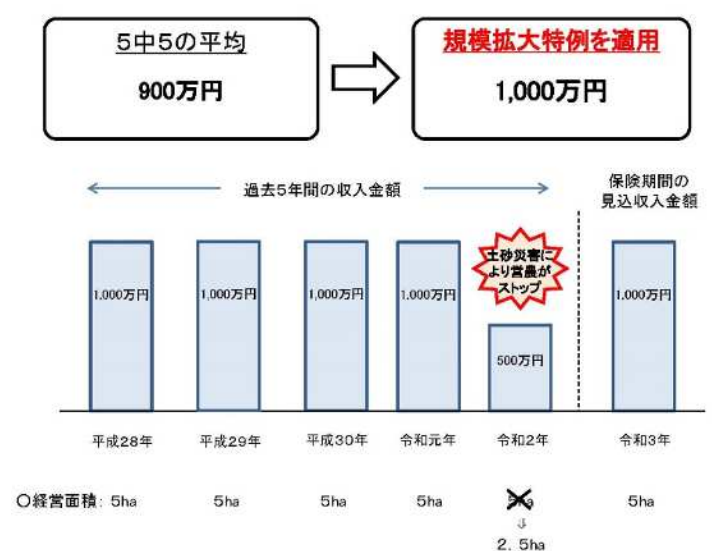 5中5の平均
900万円
規模拡大特例を適用
1,000万円
過去5年間の収入金額
保険期間の
見込収入金額
土砂災害に
より営農が
ストップ
1,000万円
1,000万円
1,000万円
1,000万円
500万円
1,000万円
平成28年
平成29年
平成30年
令和元年
令和2年
令和3年
〇経営面積: 5ha 5ha 5ha 5ha 5ha 5ha
2.5ha